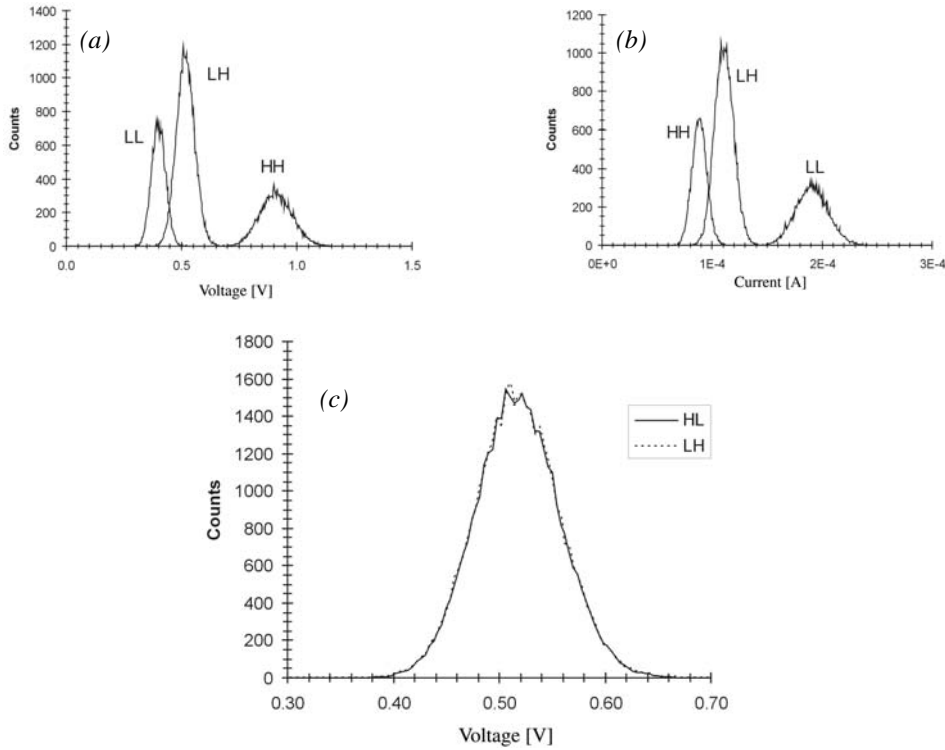 (a)
1400
1200
1000
800
600
400
200
0
Counts
LL
LH
HH
0.0 0.5 1.0 1.5
Voltage [V]
(b)
1200
1000
800
600
400
200
0
Counts
HH
LH
LL
0E+0 1E-4 2E-4 3E-4
Current [A]
(c)
1800
1600
1400
1200
1000
800
600
400
200
0
Counts
HL
LH
0.30 0.40 0.50 0.60 0.70
Voltage [V]